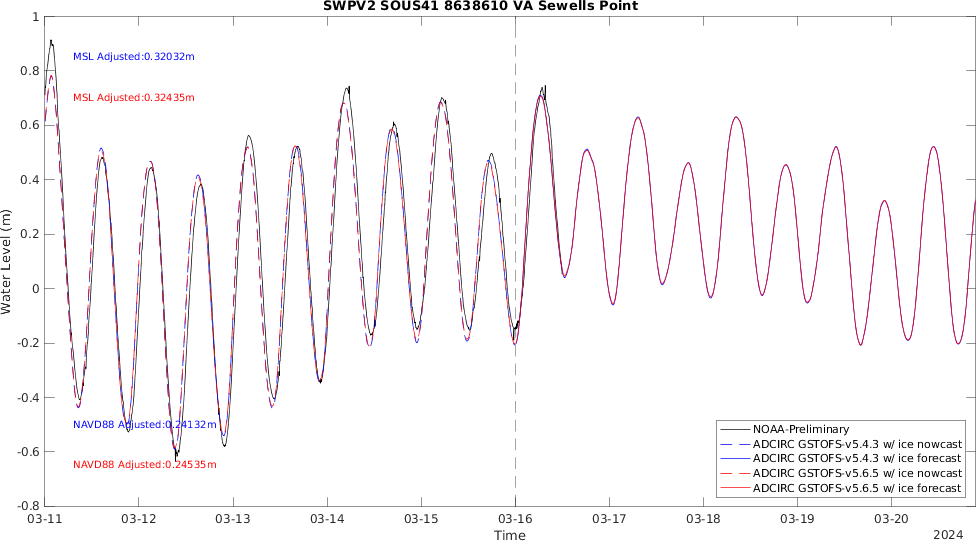 SWPV2 SOUS41 8638610 VA Sewells Point
Water Level (m)
1
0.8
0.6
0.4
0.2
0
-0.2
-0.4
-0.6
-0.8
MSL Adjusted:0.32032m
MSL Adjusted:0.32435m
NAVD88 Adjusted:0.24132m
NAVD88 Adjusted:0.24535m
NOAA-Preliminary
ADCIRC GSTOFS-v5.4.3 w/ ice nowcast
ADCIRC GSTOFS-v5.4.3 w/ ice forecast
ADCIRC GSTOFS-v5.6.5 w/ ice nowcast
ADCIRC GSTOFS-v5.6.5 w/ ice forecast
03-11 03-12 03-13 03-14 03-15 03-16 03-17 03-18 03-19 03-20
Time
2024